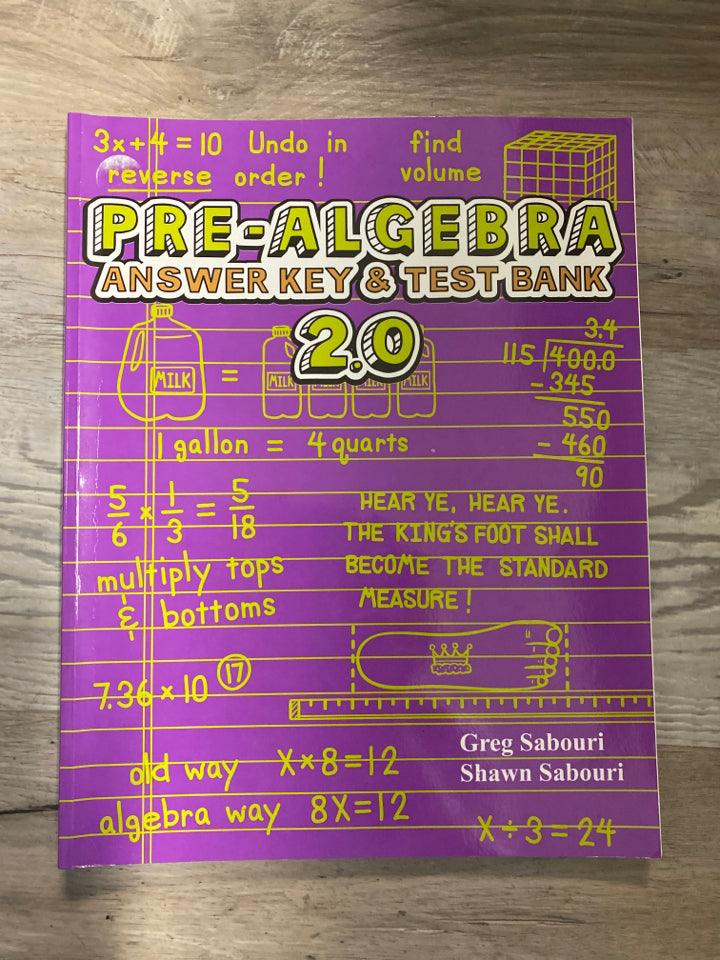 3x+4=10 Undo in reverse order!
find volume
PRE-ALGEBRA
ANSWER KEY & TEST BANK
2.0
MILK = MILK MILK MILK MILK
1 gallon = 4 quarts
3.4
115 400.0
-345
550
- 460
90
5/6 × 1/3 = 5/18
multiply tops
& bottoms
HEAR YE, HEAR YE.
THE KING'S FOOT SHALL
BECOME THE STANDARD
MEASURE!
7.36 × 10 17
old way X×8=12
algebra way 8X=12
Greg Sabouri
Shawn Sabouri
X÷3=24